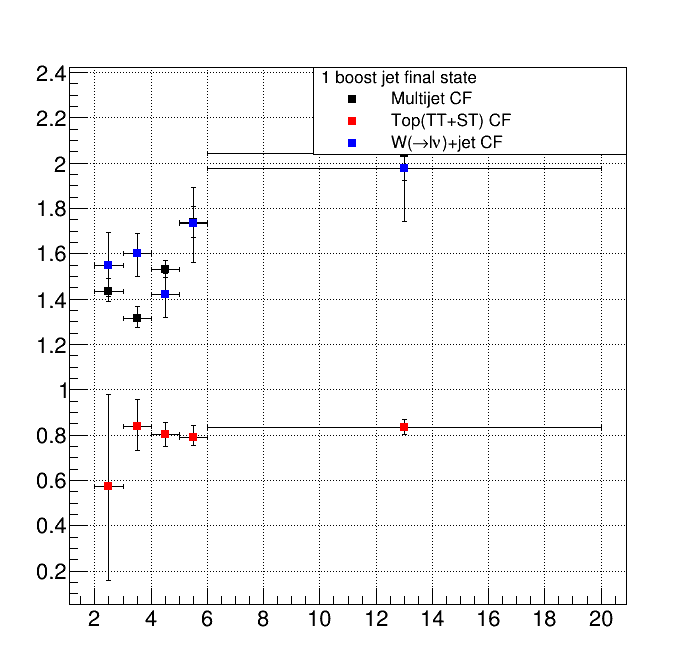 1 boost jet final state
Multijet CF
Top(TT+ST) CF
W(→lν)+jet CF
2.4
2.2
2
1.8
1.6
1.4
1.2
1
0.8
0.6
0.4
0.2
2 4 6 8 10 12 14 16 18 20